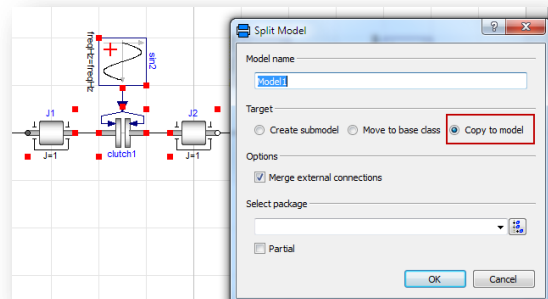 Split Model
Model name
Model1
Target
Create submodel
Move to base class
Copy to model
Options
Merge external connections
Select package
Partial
OK
Cancel
sin2
freqHz=freqHz
J1
J=1
clutch1
J2
J=1